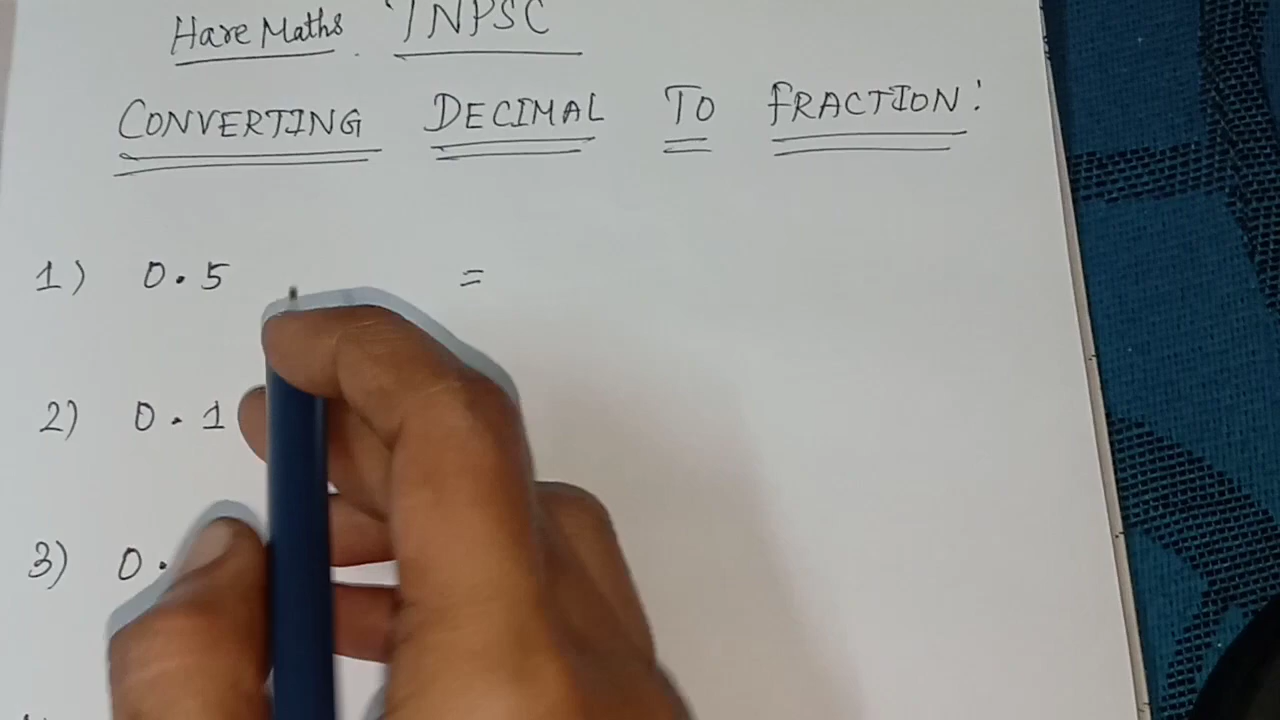 Hare Maths TNPSC
CONVERTING DECIMAL TO FRACTION:
1) 0.5 =
2) 0.1
3) 0.